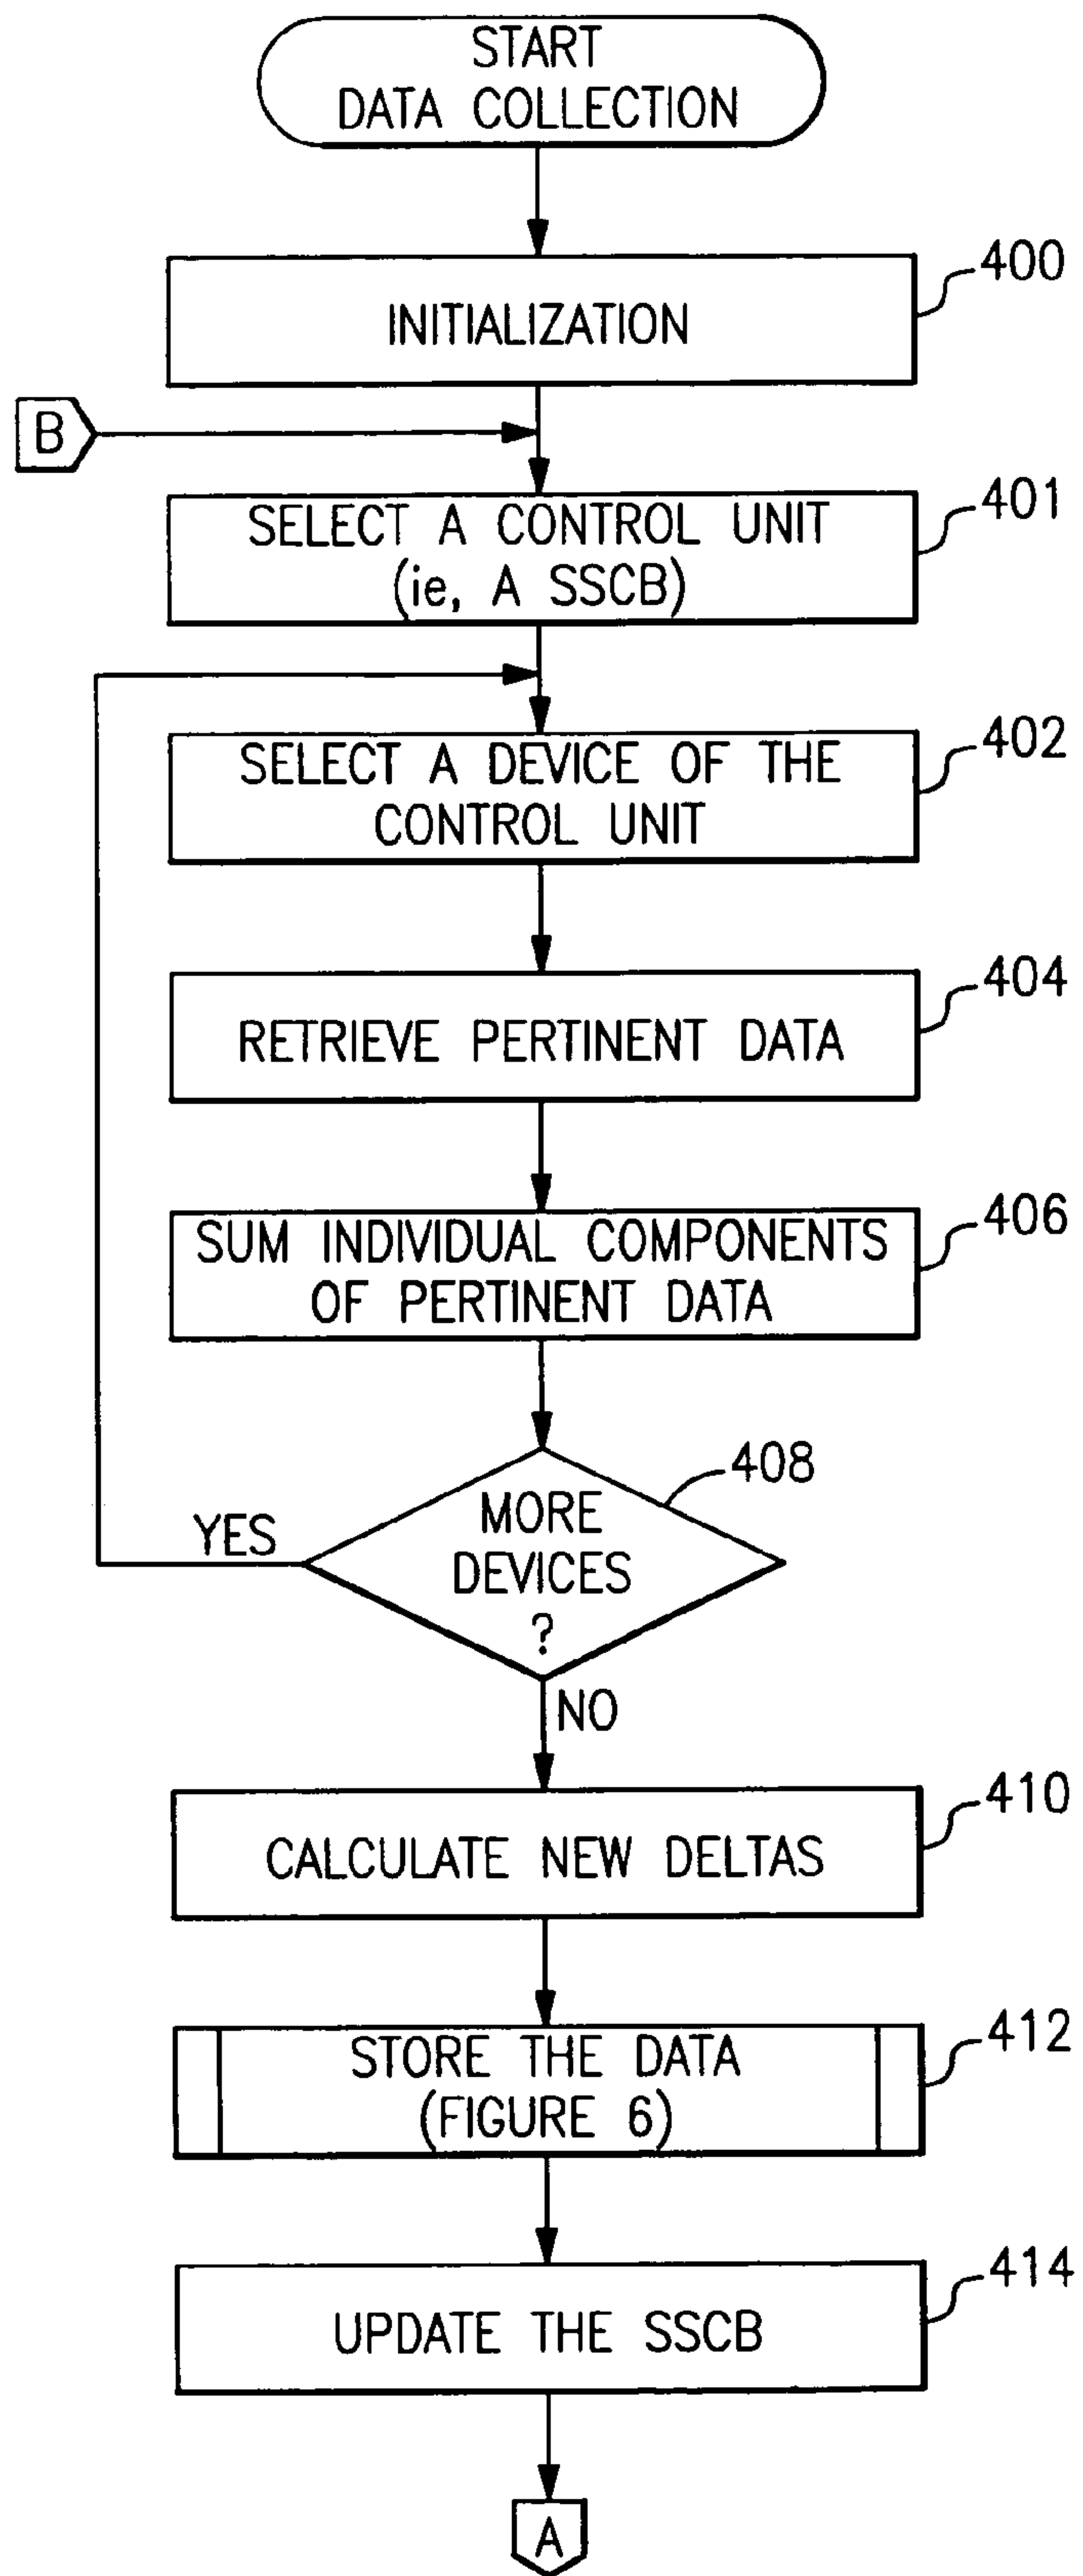 START
DATA COLLECTION
400
INITIALIZATION
B
401
SELECT A CONTROL UNIT
(ie, A SSCB)
402
SELECT A DEVICE OF THE
CONTROL UNIT
404
RETRIEVE PERTINENT DATA
406
SUM INDIVIDUAL COMPONENTS
OF PERTINENT DATA
408
MORE
DEVICES
?
YES
NO
410
CALCULATE NEW DELTAS
412
STORE THE DATA
(FIGURE 6)
414
UPDATE THE SSCB
A